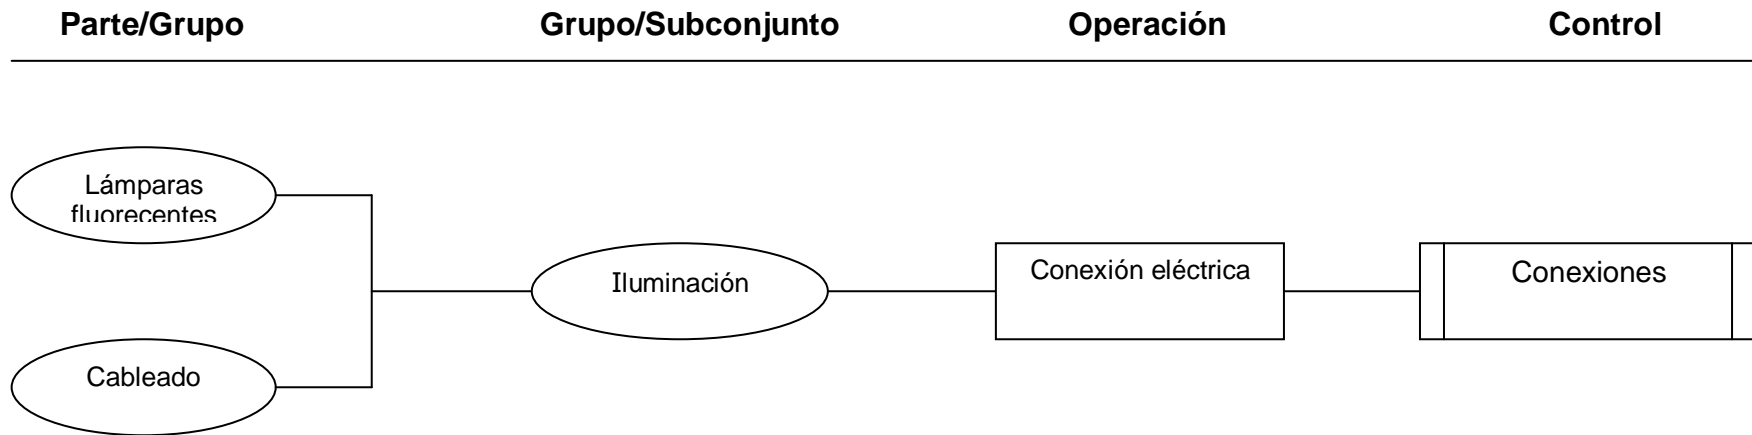 Parte/Grupo Grupo/Subconjunto Operación Control
Lámparas
fluorecentes
Iluminación
Conexión eléctrica
Conexiones
Cableado